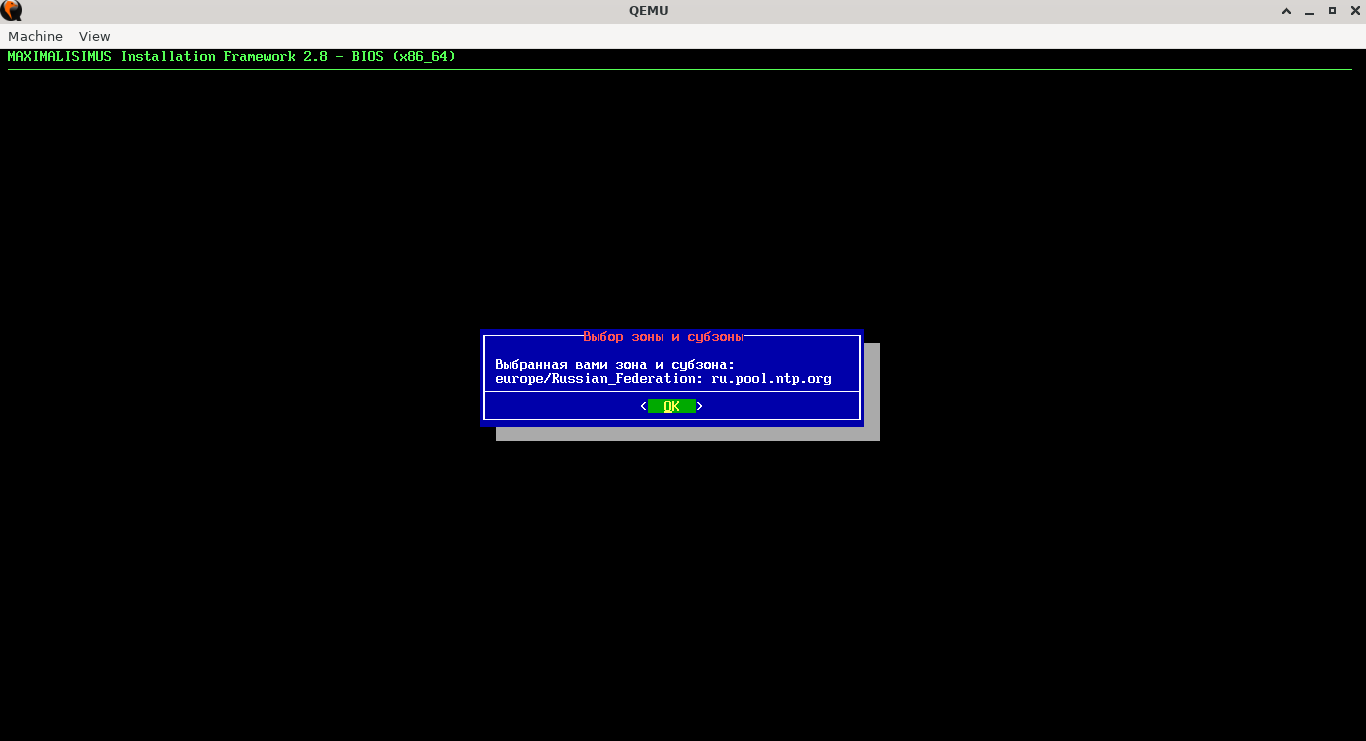 QEMU
Machine View
MAXIMALISIMUS Installation Framework 2.8 - BIOS (x86_64)
Выбор зоны и субзоны
Выбранная вами зона и субзона:
europe/Russian_Federation: ru.pool.ntp.org
< OK >